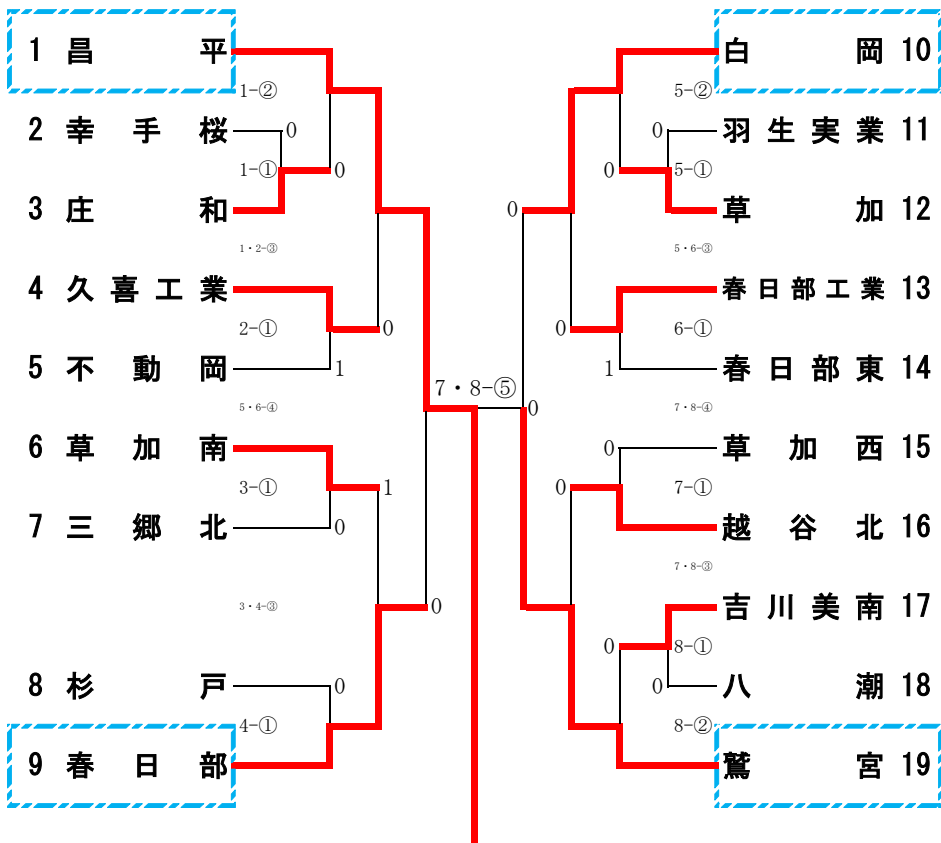 1 昌平
白岡 10
1-②
5-②
2 幸手桜
0
0
羽生実業 11
1-①
0
0
5-①
3 庄和
0
草加 12
1・2-③
5・6-③
4 久喜工業
春日部工業 13
2-①
0
0
6-①
5 不動岡
1
1
春日部東 14
7・8-⑤
5・6-④
0
7・8-④
6 草加南
0
草加西 15
3-①
1
0
7-①
7 三郷北
0
越谷北 16
7・8-③
3・4-③
0
吉川美南 17
0
8-①
8 杉戸
0
0
八潮 18
4-①
8-②
9 春日部
鷲宮 19